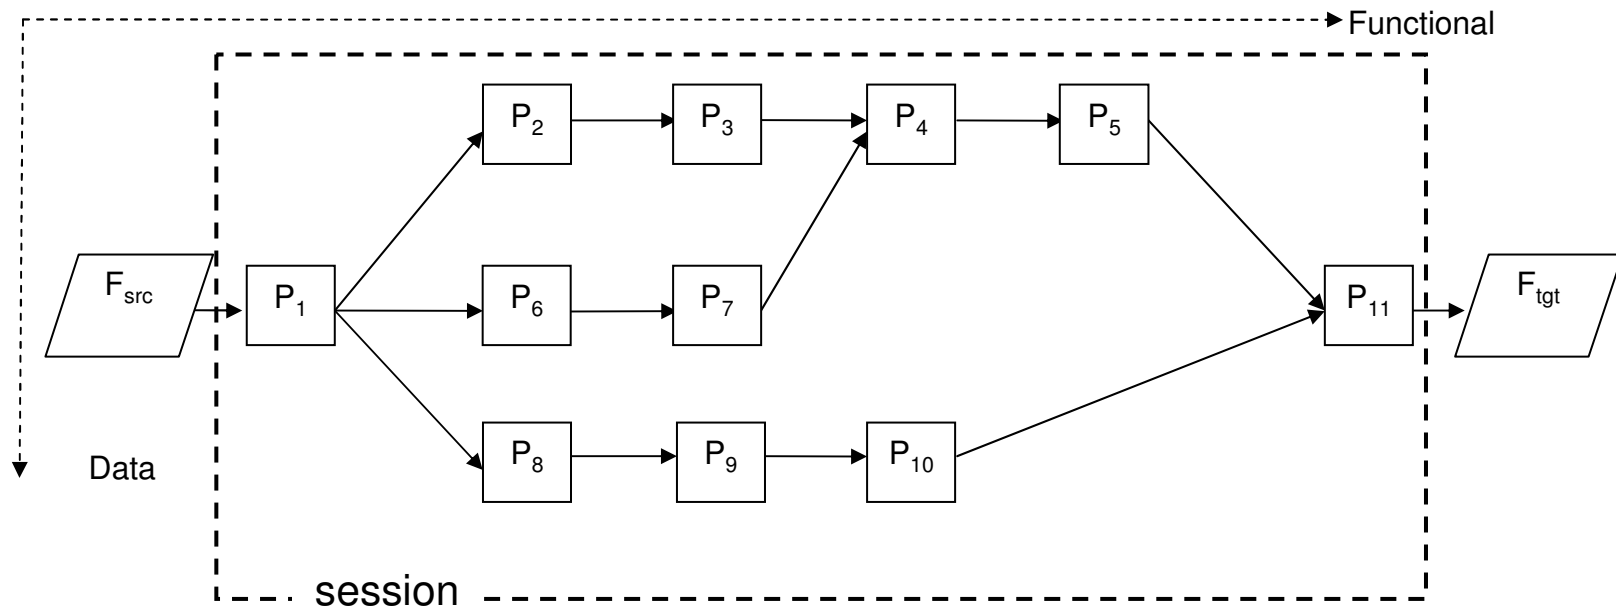 Functional
P2
P3
P4
P5
Fsrc
P1
P6
P7
P11
Ftgt
Data
P8
P9
P10
session